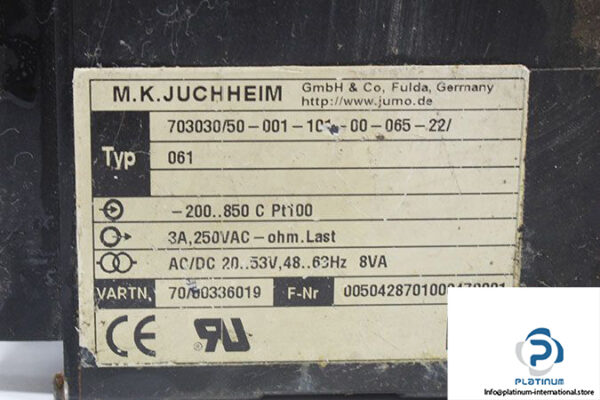 M.K.JUCHHEIM GmbH & Co, Fulda, Germany
http://www.jumo.de
Typ 703030/50-001-101-00-065-22/
061
-200..850 C Pt100
3A,250VAC-ohm.Last
AC/DC 20..53V,48..63Hz 8VA
VARTN. 70/00336019 F-Nr
CE
PLATINUM
platinum-international.store